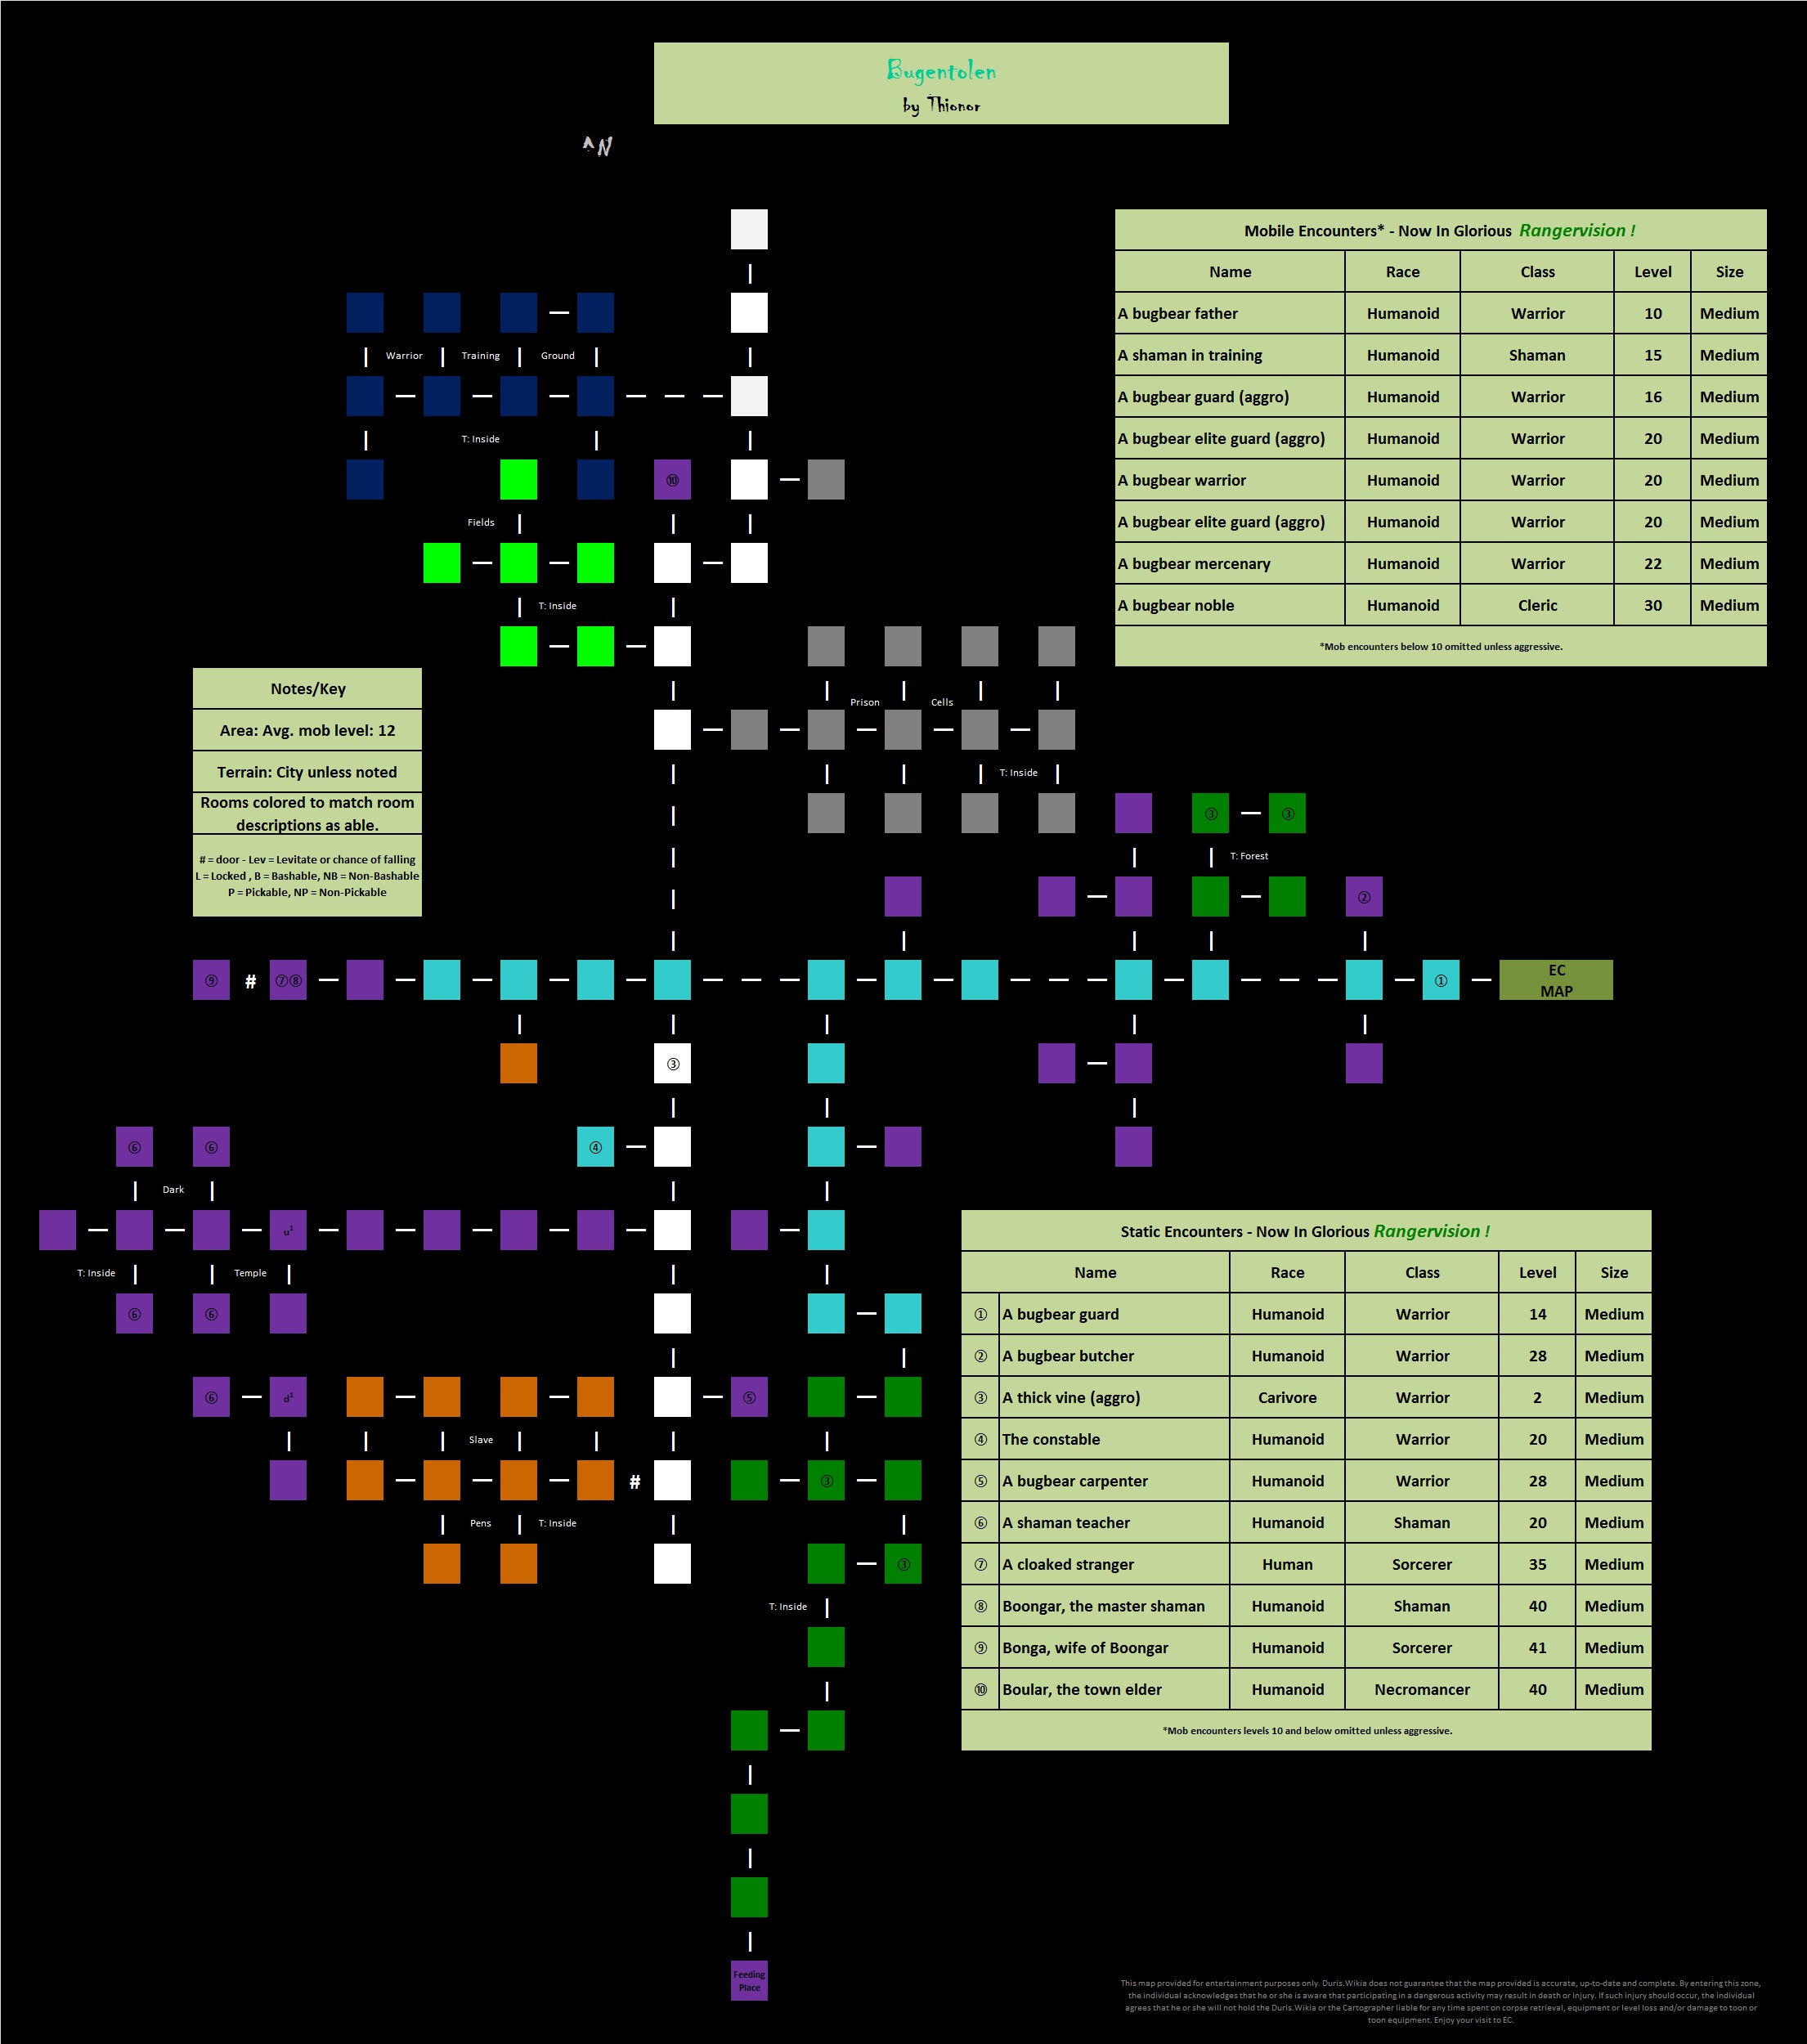 Bugentolen
by Thionor
^N
Mobile Encounters* - Now In Glorious Rangervision !
Name Race Class Level Size
A bugbear father Humanoid Warrior 10 Medium
A shaman in training Humanoid Shaman 15 Medium
A bugbear guard (aggro) Humanoid Warrior 16 Medium
A bugbear elite guard (aggro) Humanoid Warrior 20 Medium
A bugbear warrior Humanoid Warrior 20 Medium
A bugbear elite guard (aggro) Humanoid Warrior 20 Medium
A bugbear mercenary Humanoid Warrior 22 Medium
A bugbear noble Humanoid Cleric 30 Medium
*Mob encounters below 10 omitted unless aggressive.
Warrior Training Ground
T: Inside
⑩
Fields
T: Inside
Notes/Key
Area: Avg. mob level: 12
Terrain: City unless noted
Rooms colored to match room
descriptions as able.
# = door - Lev = Levitate or chance of falling
L = Locked , B = Bashable, NB = Non-Bashable
P = Pickable, NP = Non-Pickable
Prison Cells
T: Inside
③ ③
T: Forest
②
⑨ # ⑦⑧ ① EC
MAP
③
④
⑥ ⑥
Dark
u¹
T: Inside Temple
⑥ ⑥
⑥ d¹ ⑤
Slave
# ③
Pens T: Inside
③
T: Inside
Feeding
Place
Static Encounters - Now In Glorious Rangervision !
Name Race Class Level Size
① A bugbear guard Humanoid Warrior 14 Medium
② A bugbear butcher Humanoid Warrior 28 Medium
③ A thick vine (aggro) Carivore Warrior 2 Medium
④ The constable Humanoid Warrior 20 Medium
⑤ A bugbear carpenter Humanoid Warrior 28 Medium
⑥ A shaman teacher Humanoid Shaman 20 Medium
⑦ A cloaked stranger Human Sorcerer 35 Medium
⑧ Boongar, the master shaman Humanoid Shaman 40 Medium
⑨ Bonga, wife of Boongar Humanoid Sorcerer 41 Medium
⑩ Boular, the town elder Humanoid Necromancer 40 Medium
*Mob encounters levels 10 and below omitted unless aggressive.
This map provided for entertainment purposes only. Duris.Wikia does not guarantee that the map provided is accurate, up-to-date and complete. By entering this zone,
the individual acknowledges that he or she is aware that participating in a dangerous activity may result in death or injury. If such injury should occur, the individual
agrees that he or she will not hold the Duris.Wikia or the Cartographer liable for any time spent on corpse retrieval, equipment or level loss and/or damage to toon or
toon equipment. Enjoy your visit to EC.